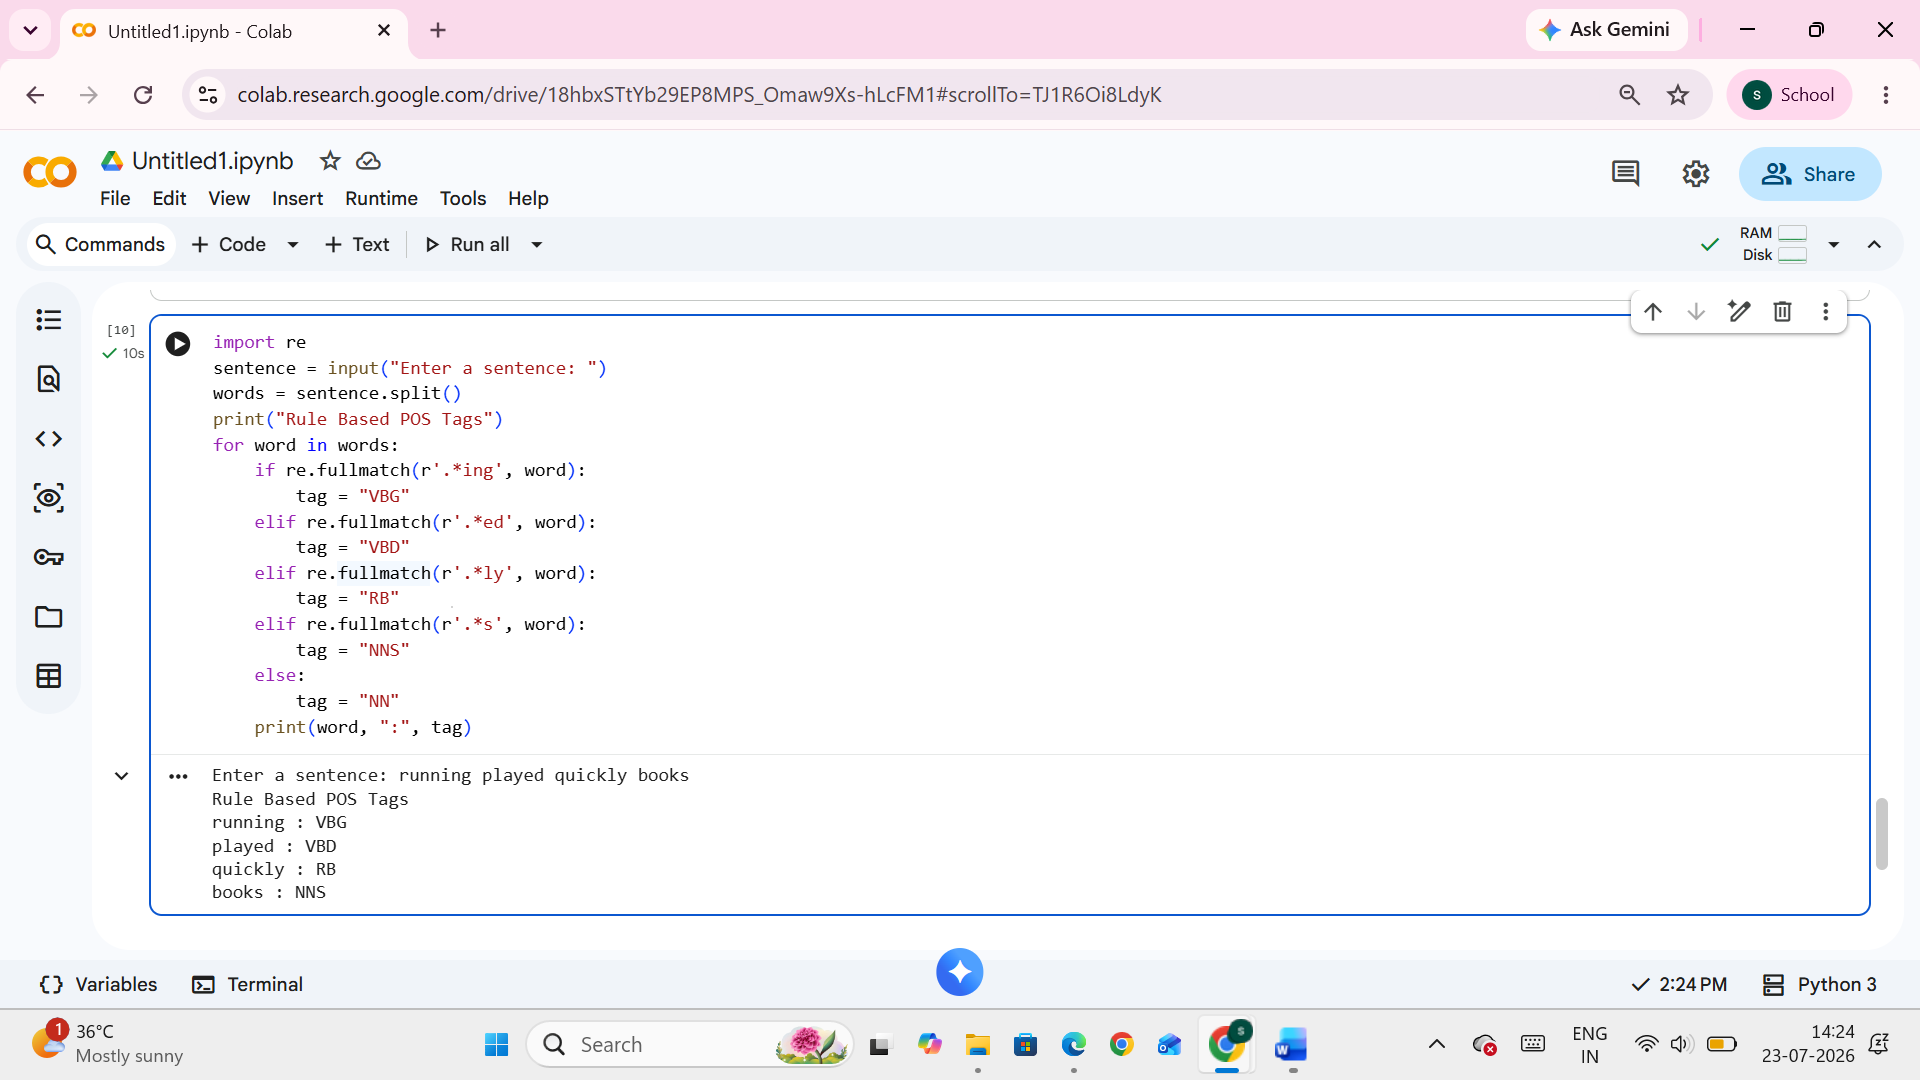 Untitled1.ipynb - Colab
Ask Gemini
colab.research.google.com/drive/18hbxSTtYb29EP8MPS_Omaw9Xs-hLcFM1#scrollTo=TJ1R6Oi8LdyK
S School
Untitled1.ipynb
File Edit View Insert Runtime Tools Help
Share
Commands + Code + Text Run all
RAM
Disk
[10]
10s
import re
sentence = input("Enter a sentence: ")
words = sentence.split()
print("Rule Based POS Tags")
for word in words:
    if re.fullmatch(r'.*ing', word):
        tag = "VBG"
    elif re.fullmatch(r'.*ed', word):
        tag = "VBD"
    elif re.fullmatch(r'.*ly', word):
        tag = "RB"
    elif re.fullmatch(r'.*s', word):
        tag = "NNS"
    else:
        tag = "NN"
    print(word, ":", tag)
Enter a sentence: running played quickly books
Rule Based POS Tags
running : VBG
played : VBD
quickly : RB
books : NNS
Variables Terminal
2:24 PM Python 3
1
36°C
Mostly sunny
Search
S
W
ENG
IN
14:24
23-07-2026